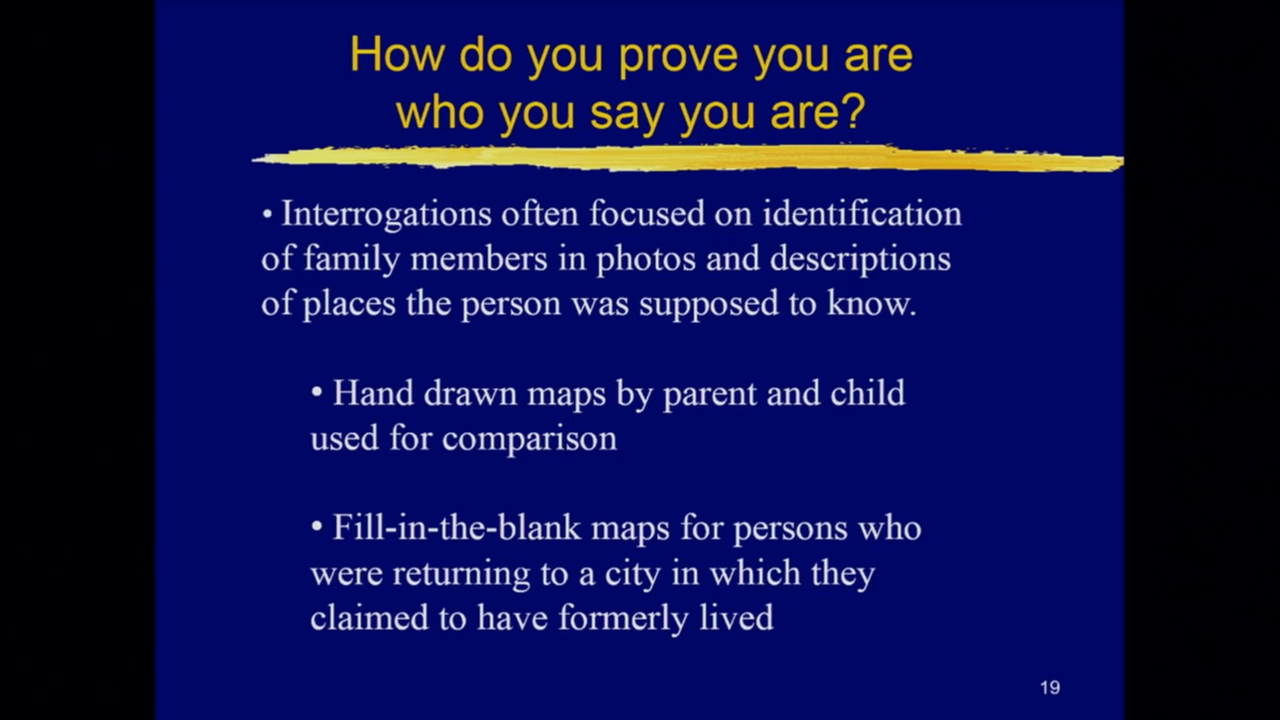 How do you prove you are
who you say you are?
• Interrogations often focused on identification
of family members in photos and descriptions
of places the person was supposed to know.
• Hand drawn maps by parent and child
used for comparison
• Fill-in-the-blank maps for persons who
were returning to a city in which they
claimed to have formerly lived
19